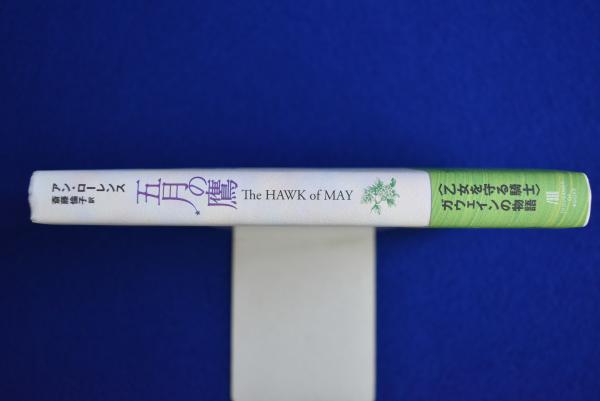 アン・ローレンス
斎藤倫子 訳
五月の鷹
The HAWK of MAY
〈乙女を守る騎士〉
ガウェインの物語